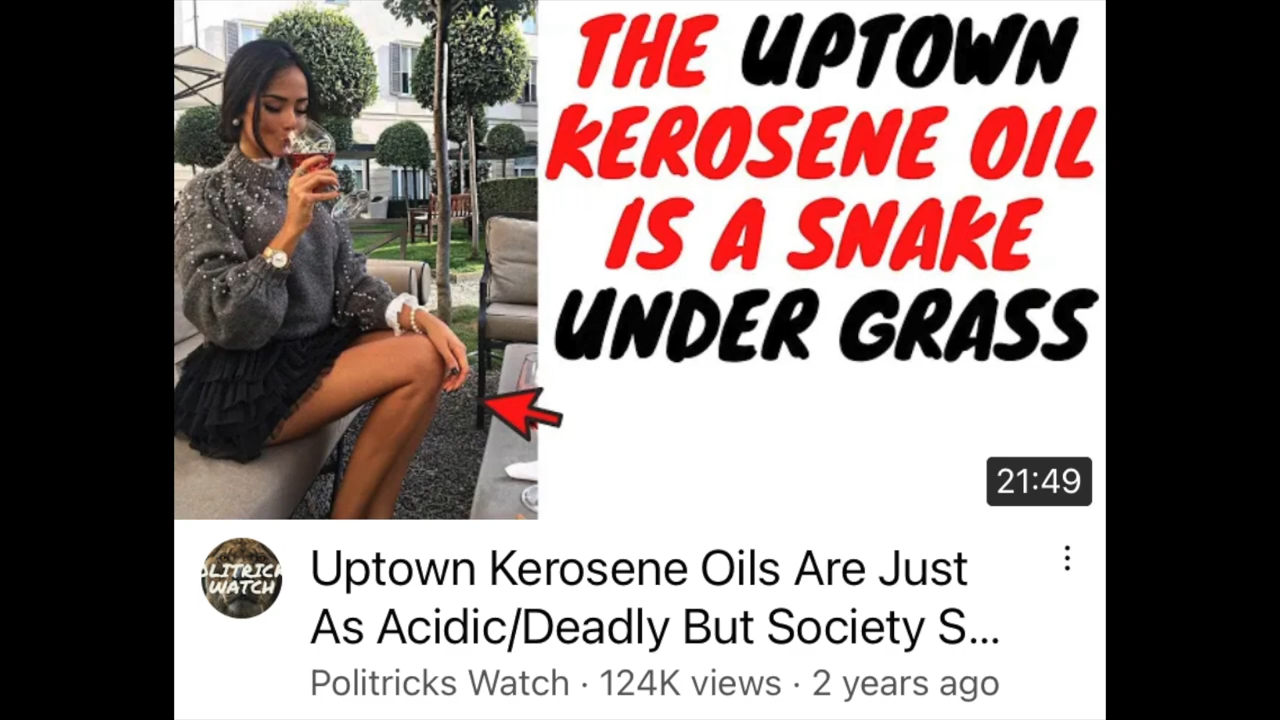 THE UPTOWN
KEROSENE OIL
IS A SNAKE
UNDER GRASS
21:49
OLITRICK
WATCH
Uptown Kerosene Oils Are Just
As Acidic/Deadly But Society S...
Politricks Watch · 124K views · 2 years ago